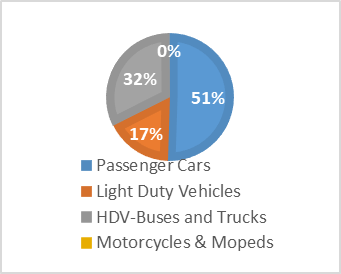 0%
32%
51%
17%
Passenger Cars
Light Duty Vehicles
HDV-Buses and Trucks
Motorcycles & Mopeds